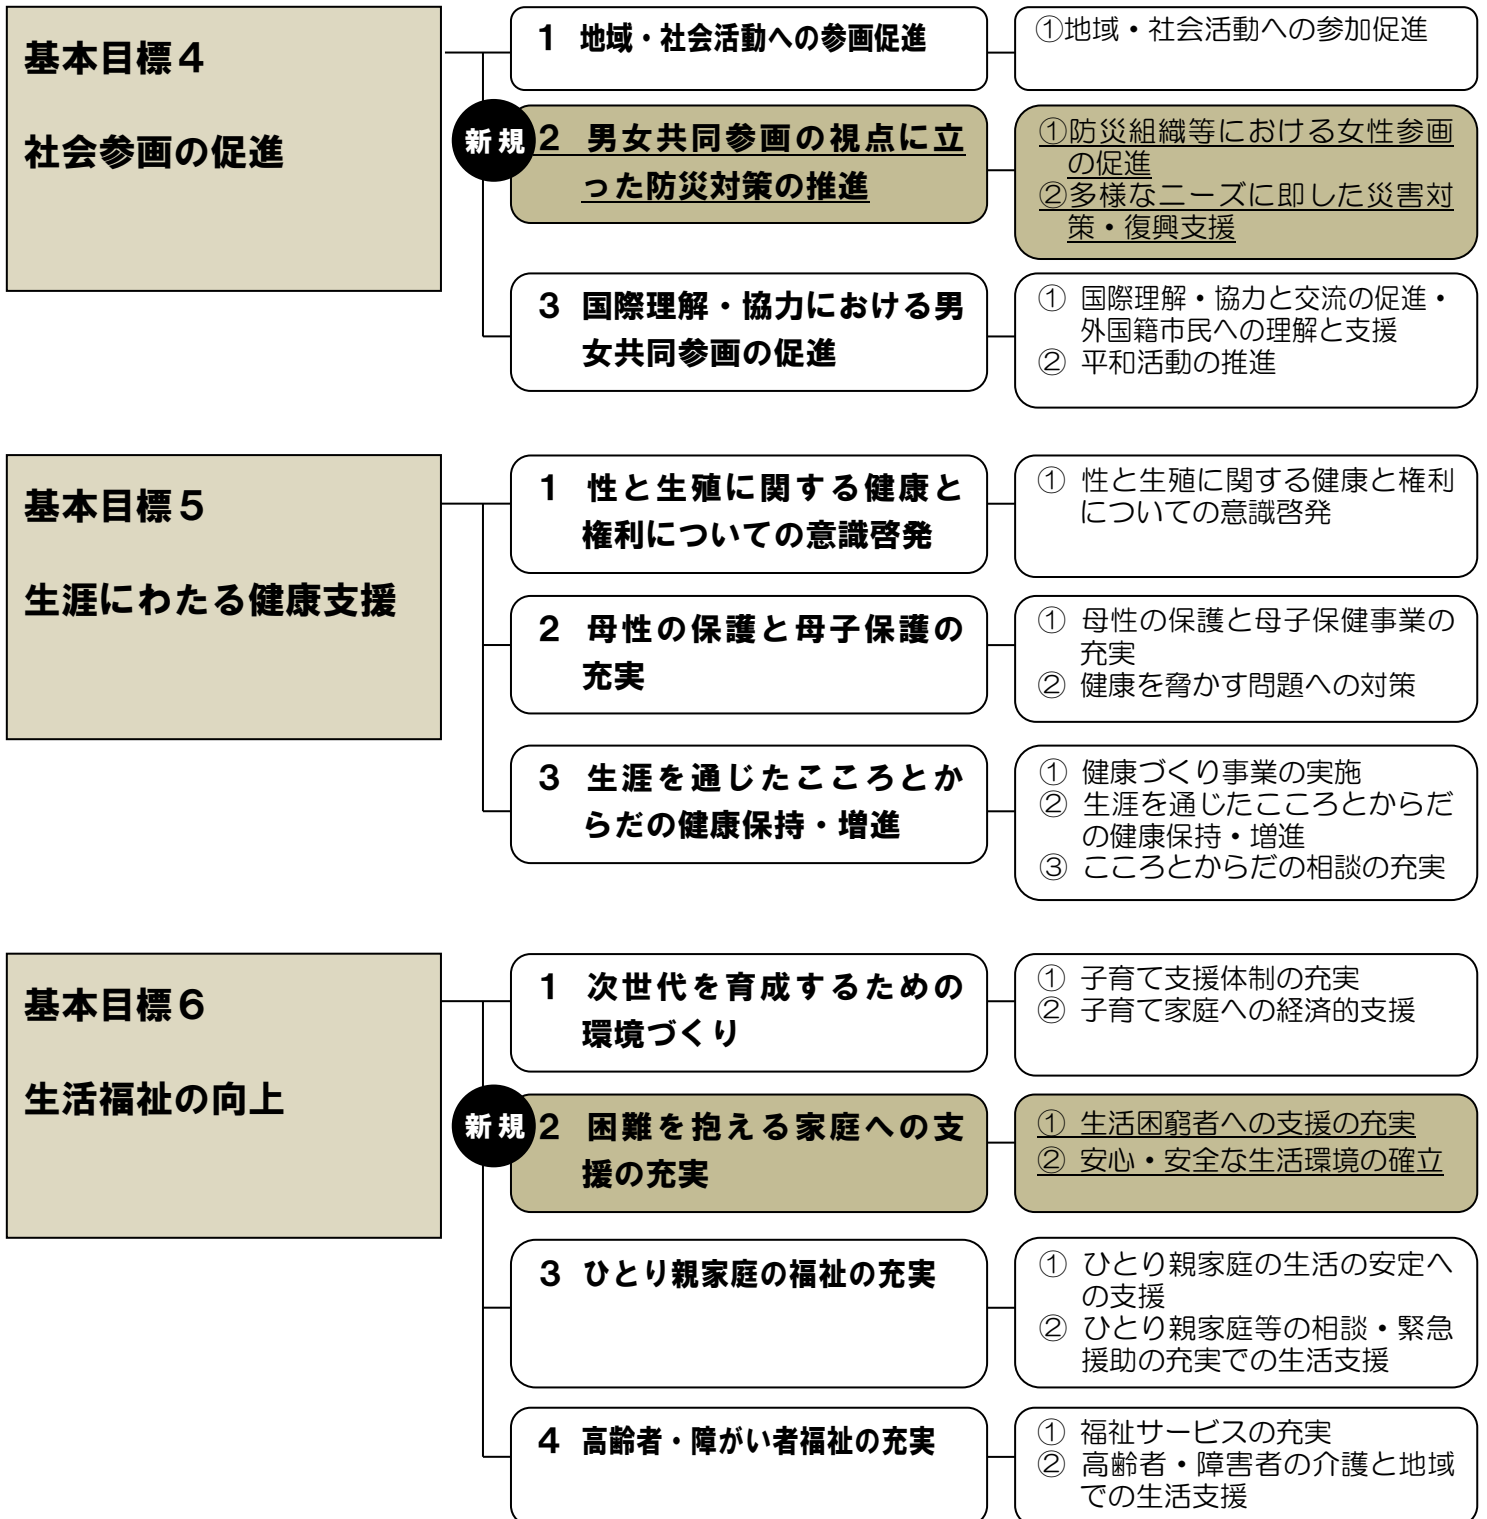 基本目標４
社会参画の促進
1 地域・社会活動への参画促進
①地域・社会活動への参加促進
新規
2 男女共同参画の視点に立
った防災対策の推進
①防災組織等における女性参画
の促進
②多様なニーズに即した災害対
策・復興支援
3 国際理解・協力における男
女共同参画の促進
① 国際理解・協力と交流の促進・
外国籍市民への理解と支援
② 平和活動の推進
基本目標５
生涯にわたる健康支援
1 性と生殖に関する健康と
権利についての意識啓発
① 性と生殖に関する健康と権利
についての意識啓発
2 母性の保護と母子保護の
充実
① 母性の保護と母子保健事業の
充実
② 健康を脅かす問題への対策
3 生涯を通じたこころとか
らだの健康保持・増進
① 健康づくり事業の実施
② 生涯を通じたこころとからだ
の健康保持・増進
③ こころとからだの相談の充実
基本目標６
生活福祉の向上
1 次世代を育成するための
環境づくり
① 子育て支援体制の充実
② 子育て家庭への経済的支援
新規
2 困難を抱える家庭への支
援の充実
① 生活困窮者への支援の充実
② 安心・安全な生活環境の確立
3 ひとり親家庭の福祉の充実
① ひとり親家庭の生活の安定へ
の支援
② ひとり親家庭等の相談・緊急
援助の充実での生活支援
4 高齢者・障がい者福祉の充実
① 福祉サービスの充実
② 高齢者・障害者の介護と地域
での生活支援